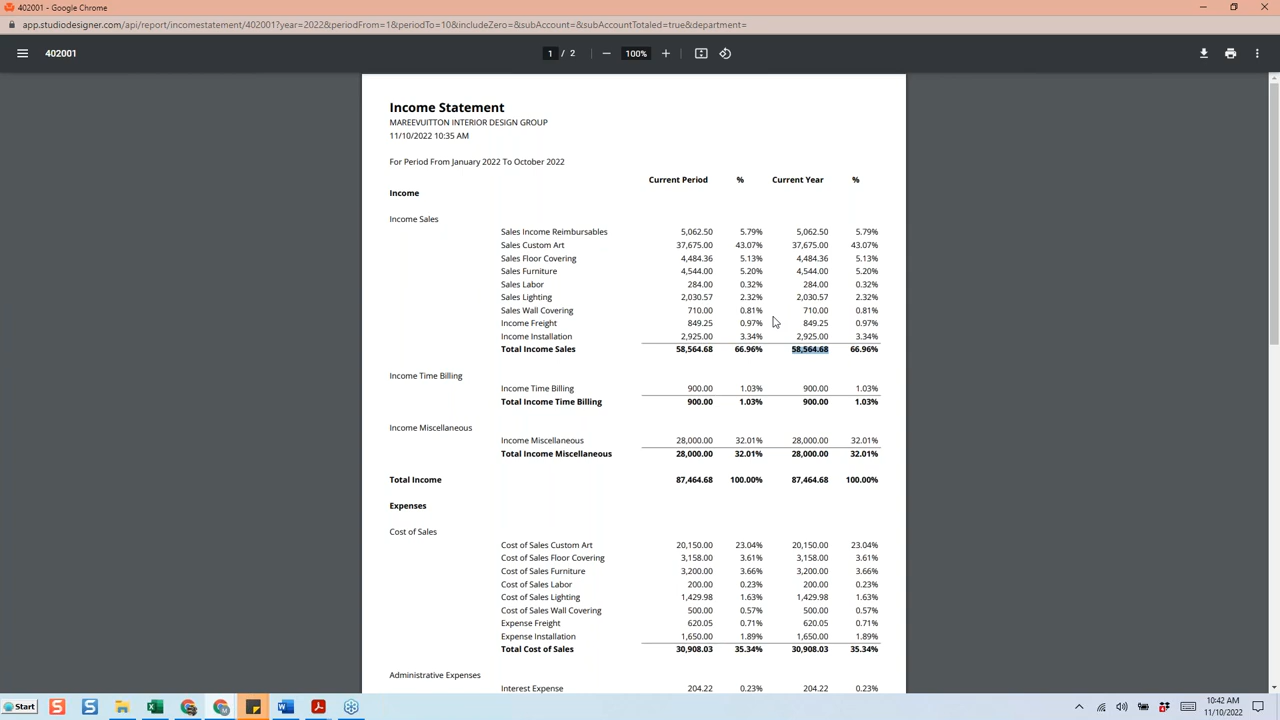 402001 - Google Chrome
app.studiodesigner.com/api/report/incomestatement/402001?year=2022&periodFrom=1&periodTo=10&includeZero=&subAccount=&subAccountTotaled=true&department=
402001 1 / 2 100%
Income Statement
MAREEVUITTON INTERIOR DESIGN GROUP
11/10/2022 10:35 AM
For Period From January 2022 To October 2022
Current Period % Current Year %
Income
Income Sales
Sales Income Reimbursables 5,062.50 5.79% 5,062.50 5.79%
Sales Custom Art 37,675.00 43.07% 37,675.00 43.07%
Sales Floor Covering 4,484.36 5.13% 4,484.36 5.13%
Sales Furniture 4,544.00 5.20% 4,544.00 5.20%
Sales Labor 284.00 0.32% 284.00 0.32%
Sales Lighting 2,030.57 2.32% 2,030.57 2.32%
Sales Wall Covering 710.00 0.81% 710.00 0.81%
Income Freight 849.25 0.97% 849.25 0.97%
Income Installation 2,925.00 3.34% 2,925.00 3.34%
Total Income Sales 58,564.68 66.96% 58,564.68 66.96%
Income Time Billing
Income Time Billing 900.00 1.03% 900.00 1.03%
Total Income Time Billing 900.00 1.03% 900.00 1.03%
Income Miscellaneous
Income Miscellaneous 28,000.00 32.01% 28,000.00 32.01%
Total Income Miscellaneous 28,000.00 32.01% 28,000.00 32.01%
Total Income 87,464.68 100.00% 87,464.68 100.00%
Expenses
Cost of Sales
Cost of Sales Custom Art 20,150.00 23.04% 20,150.00 23.04%
Cost of Sales Floor Covering 3,158.00 3.61% 3,158.00 3.61%
Cost of Sales Furniture 3,200.00 3.66% 3,200.00 3.66%
Cost of Sales Labor 200.00 0.23% 200.00 0.23%
Cost of Sales Lighting 1,429.98 1.63% 1,429.98 1.63%
Cost of Sales Wall Covering 500.00 0.57% 500.00 0.57%
Expense Freight 620.05 0.71% 620.05 0.71%
Expense Installation 1,650.00 1.89% 1,650.00 1.89%
Total Cost of Sales 30,908.03 35.34% 30,908.03 35.34%
Administrative Expenses
Interest Expense 204.22 0.23% 204.22 0.23%
Start
10:42 AM
11/10/2022